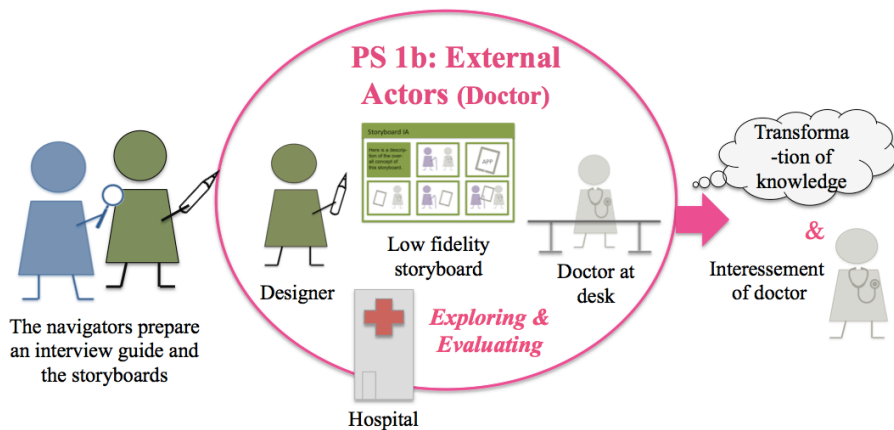 PS 1b: External
Actors (Doctor)
Storyboard IA
Here is a descrip-
tion of the over-
all concept of
this storyboard
APP
Transforma
-tion of
knowledge
&
Interessement
of doctor
Low fidelity
storyboard
Designer
Doctor at
desk
The navigators prepare
an interview guide and
the storyboards
Exploring &
Evaluating
Hospital